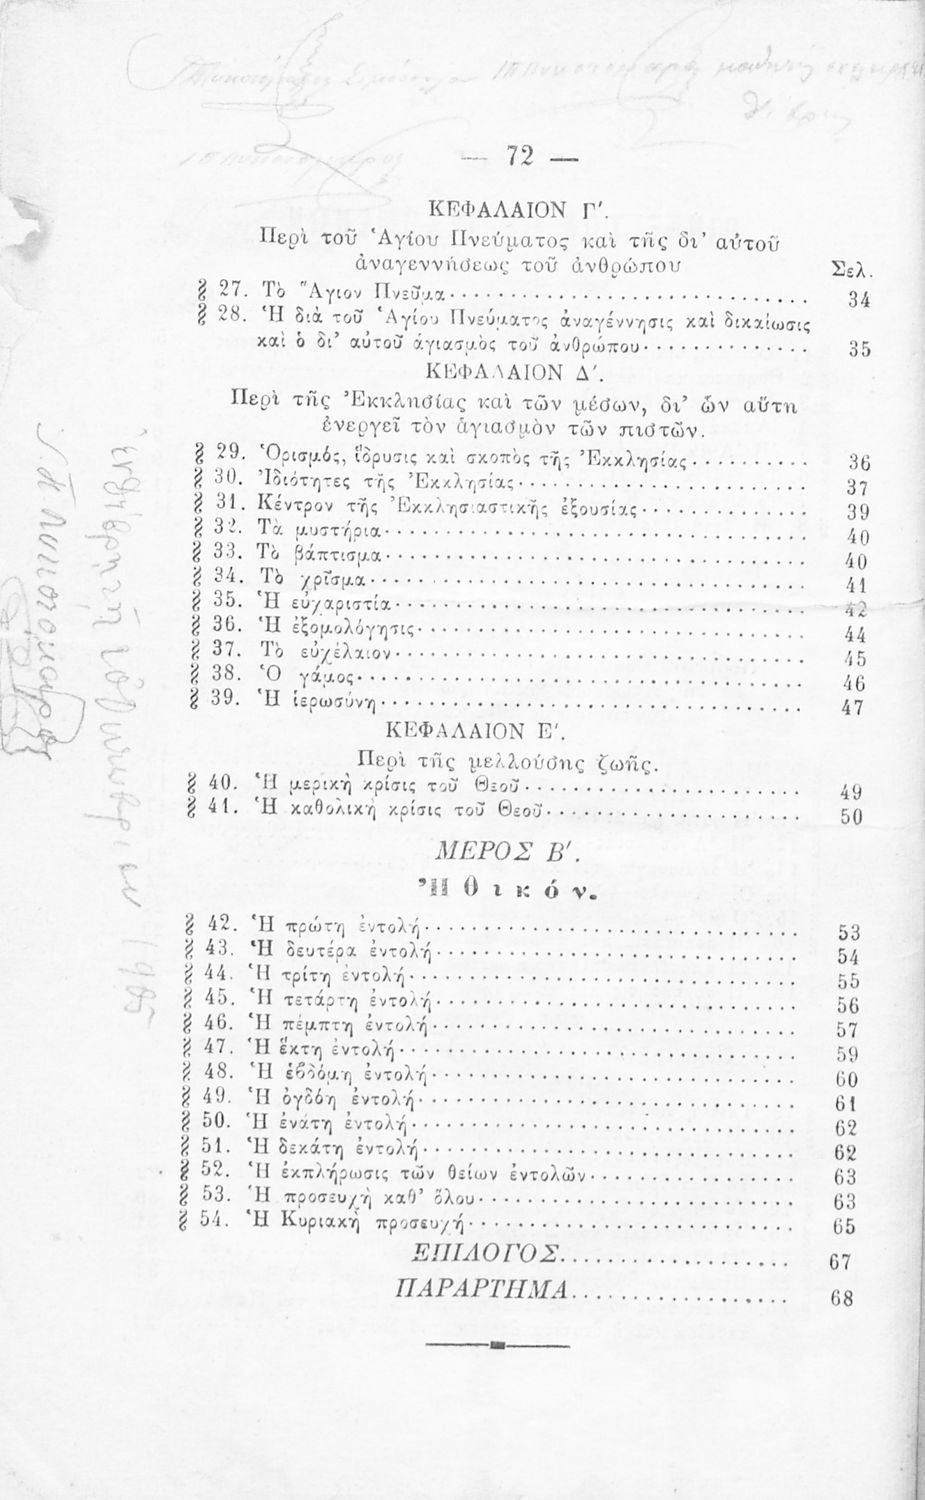 — 72 —
ΚΕΦΑΛΑΙΟΝ Γ′.
Περὶ τοῦ Ἁγίου Πνεύματος καὶ τῆς δι’ αὐτοῦ
ἀναγεννήσεως τοῦ ἀνθρώπου
Σελ.
§ 27. Τὸ Ἅγιον Πνεῦμα 34
§ 28. Ἡ διὰ τοῦ Ἁγίου Πνεύματος ἀναγέννησις καὶ δικαίωσις
καὶ ὁ δι’ αὐτοῦ ἁγιασμὸς τοῦ ἀνθρώπου 35
ΚΕΦΑΛΑΙΟΝ Δ′.
Περὶ τῆς Ἐκκλησίας καὶ τῶν μέσων, δι’ ὧν αὕτη
ἐνεργεῖ τὸν ἁγιασμὸν τῶν πιστῶν.
§ 29. Ὁρισμός, ἵδρυσις καὶ σκοπὸς τῆς Ἐκκλησίας 36
§ 30. Ἰδιότητες τῆς Ἐκκλησίας 37
§ 31. Κέντρον τῆς Ἐκκλησιαστικῆς ἐξουσίας 39
§ 32. Τὰ μυστήρια 40
§ 33. Τὸ βάπτισμα 40
§ 34. Τὸ χρῖσμα 41
§ 35. Ἡ εὐχαριστία 42
§ 36. Ἡ ἐξομολόγησις 44
§ 37. Τὸ εὐχέλαιον 45
§ 38. Ὁ γάμος 46
§ 39. Ἡ ἱερωσύνη 47
ΚΕΦΑΛΑΙΟΝ Ε′.
Περὶ τῆς μελλούσης ζωῆς.
§ 40. Ἡ μερικὴ κρίσις τοῦ Θεοῦ 49
§ 41. Ἡ καθολικὴ κρίσις τοῦ Θεοῦ 50
ΜΕΡΟΣ Β′.
Ἠθικόν.
§ 42. Ἡ πρώτη ἐντολή 53
§ 43. Ἡ δευτέρα ἐντολή 54
§ 44. Ἡ τρίτη ἐντολή 55
§ 45. Ἡ τετάρτη ἐντολή 56
§ 46. Ἡ πέμπτη ἐντολή 57
§ 47. Ἡ ἕκτη ἐντολή 59
§ 48. Ἡ ἑβδόμη ἐντολή 60
§ 49. Ἡ ὀγδόη ἐντολή 61
§ 50. Ἡ ἐνάτη ἐντολή 62
§ 51. Ἡ δεκάτη ἐντολή 62
§ 52. Ἡ ἐκπλήρωσις τῶν θείων ἐντολῶν 63
§ 53. Ἡ προσευχὴ καθ’ ὅλου 63
§ 54. Ἡ Κυριακὴ προσευχή 65
ΕΠΙΛΟΓΟΣ 67
ΠΑΡΑΡΤΗΜΑ 68